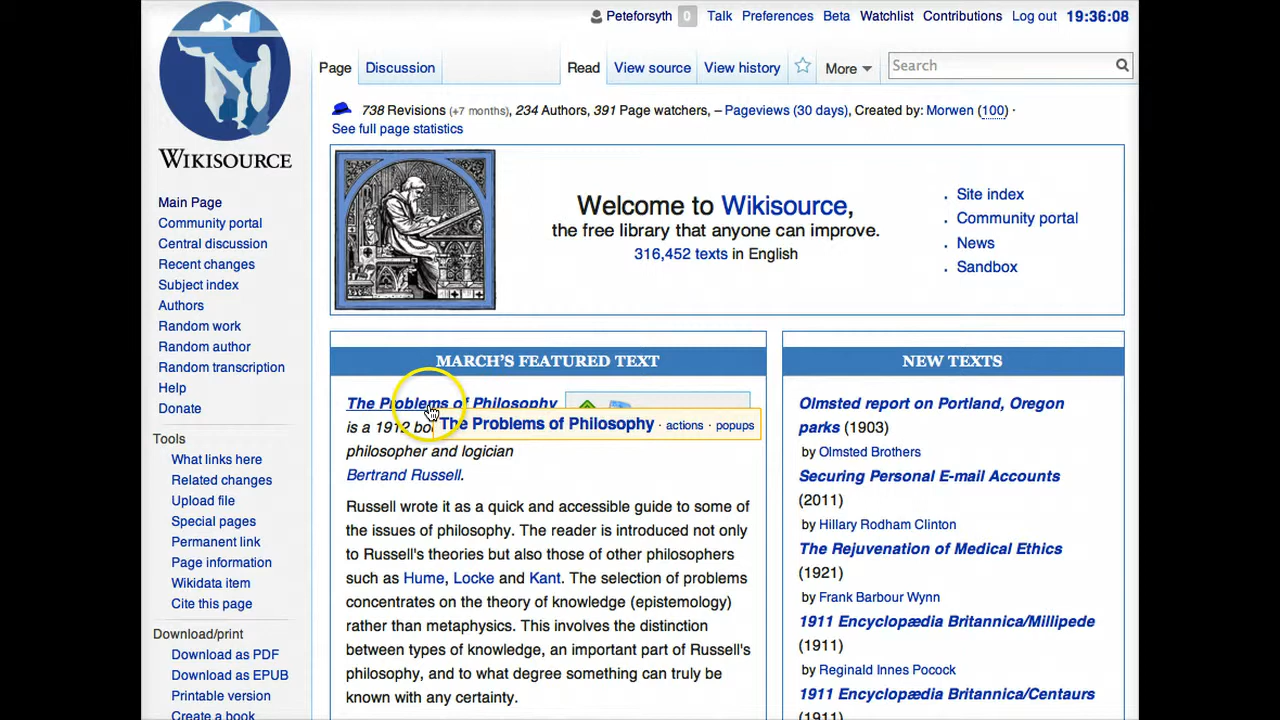 Peteforsyth 0 Talk Preferences Beta Watchlist Contributions Log out 19:36:08
Page Discussion Read View source View history More Search
738 Revisions (+7 months), 234 Authors, 391 Page watchers, – Pageviews (30 days), Created by: Morwen (100) ·
See full page statistics
WIKISOURCE
Main Page
Community portal
Central discussion
Recent changes
Subject index
Authors
Random work
Random author
Random transcription
Help
Donate
Tools
What links here
Related changes
Upload file
Special pages
Permanent link
Page information
Wikidata item
Cite this page
Download/print
Download as PDF
Download as EPUB
Printable version
Create a book
Welcome to Wikisource,
the free library that anyone can improve.
316,452 texts in English
Site index
Community portal
News
Sandbox
MARCH'S FEATURED TEXT
The Problems of Philosophy
The Problems of Philosophy · actions · popups
is a 1912
philosopher and logician
Bertrand Russell.
Russell wrote it as a quick and accessible guide to some of
the issues of philosophy. The reader is introduced not only
to Russell's theories but also those of other philosophers
such as Hume, Locke and Kant. The selection of problems
concentrates on the theory of knowledge (epistemology)
rather than metaphysics. This involves the distinction
between types of knowledge, an important part of Russell's
philosophy, and to what degree something can truly be
known with any certainty.
NEW TEXTS
Olmsted report on Portland, Oregon
parks (1903)
by Olmsted Brothers
Securing Personal E-mail Accounts
(2011)
by Hillary Rodham Clinton
The Rejuvenation of Medical Ethics
(1921)
by Frank Barbour Wynn
1911 Encyclopædia Britannica/Millipede
(1911)
by Reginald Innes Pocock
1911 Encyclopædia Britannica/Centaurs
(1911)